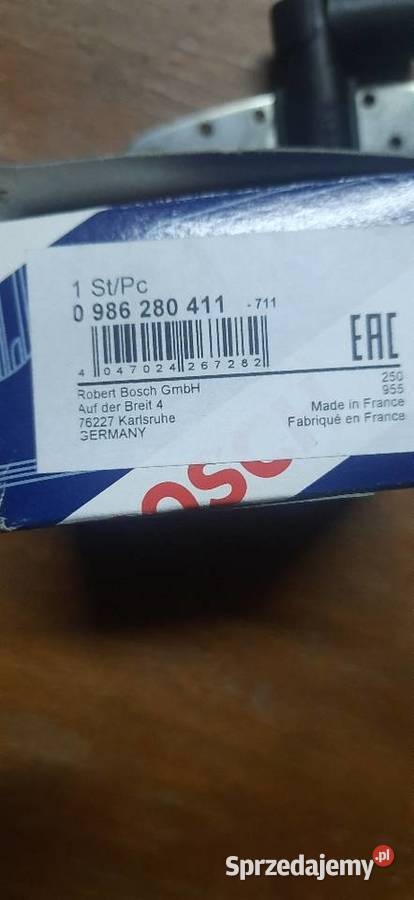 1 St/Pc
0 986 280 411 - 711
EAC
4 047024 267282
Robert Bosch GmbH
Auf der Breit 4
76227 Karlsruhe
GERMANY
250
955
Made in France
Fabriqué en France
OSC
Sprzedajemy.pl